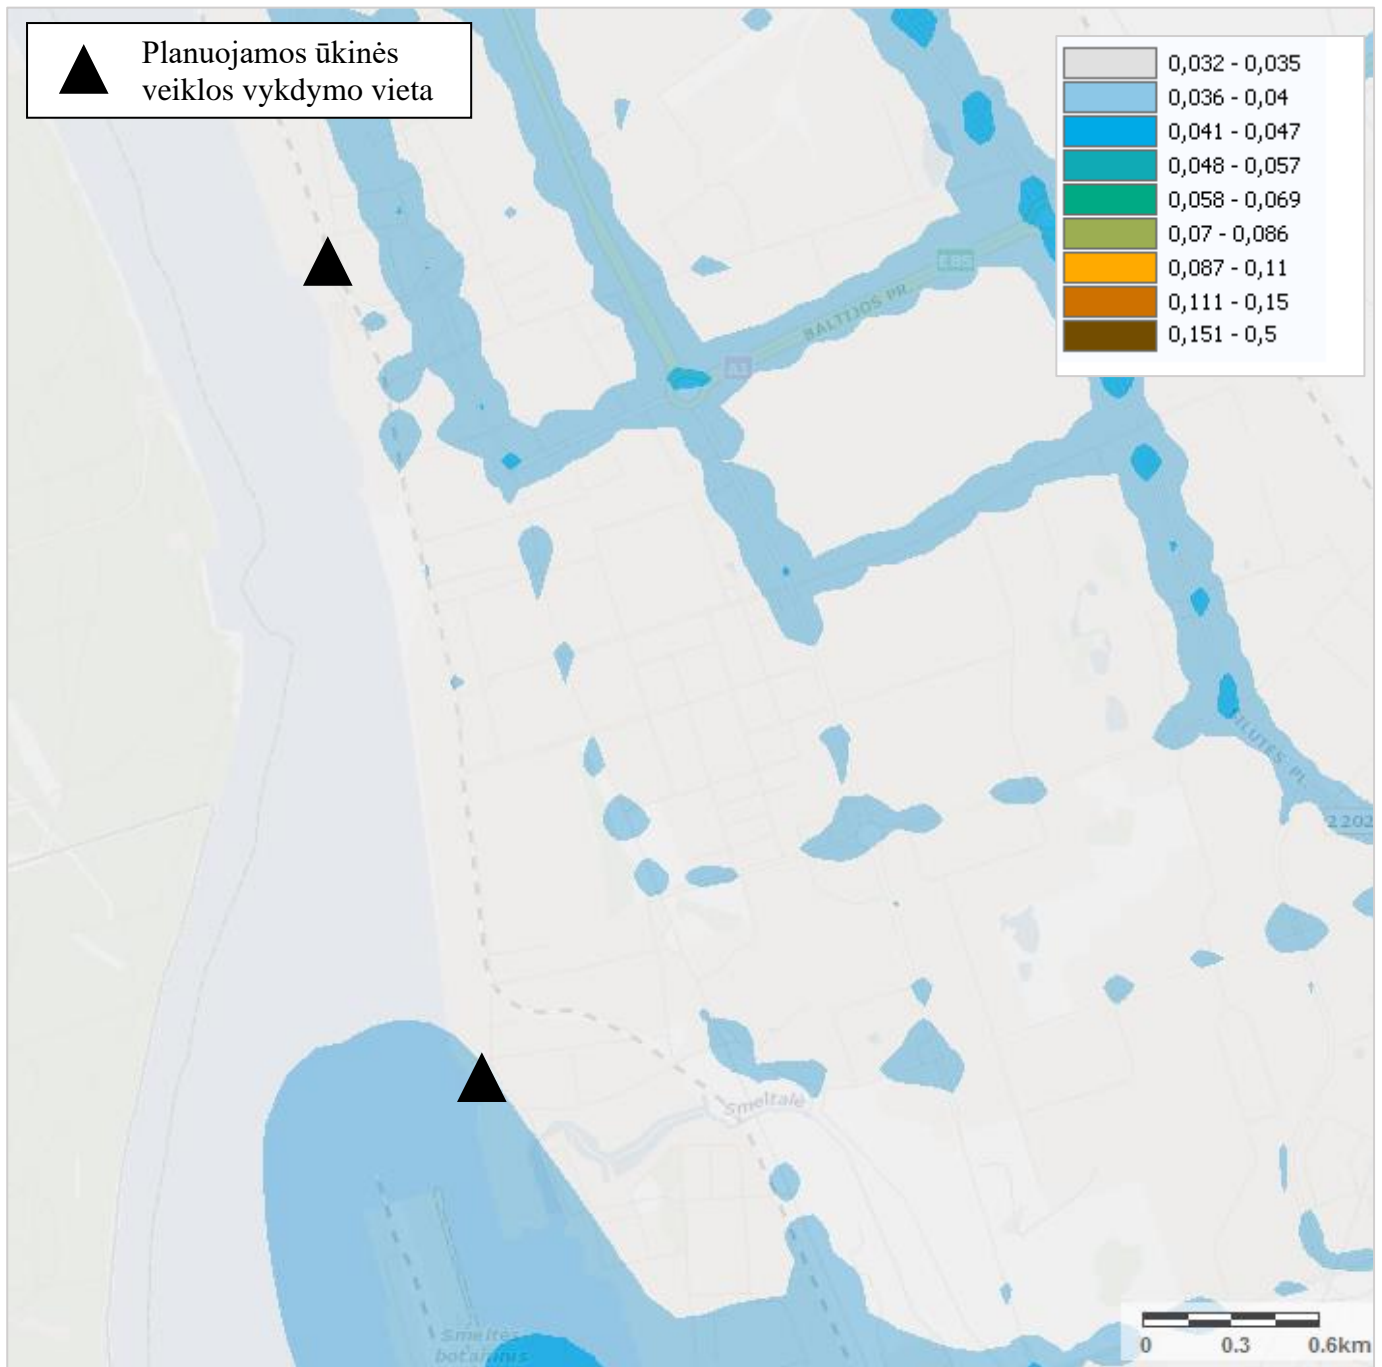 Planuojamos ūkinės
veiklos vykdymo vieta
0,032 - 0,035
0,036 - 0,04
0,041 - 0,047
0,048 - 0,057
0,058 - 0,069
0,07 - 0,086
0,087 - 0,11
0,111 - 0,15
0,151 - 0,5
E85
BALTIJOS PR.
A1
ŠILUTĖS PL.
2202
Smeltalė
Smeltės
botaninis
0 0.3 0.6km